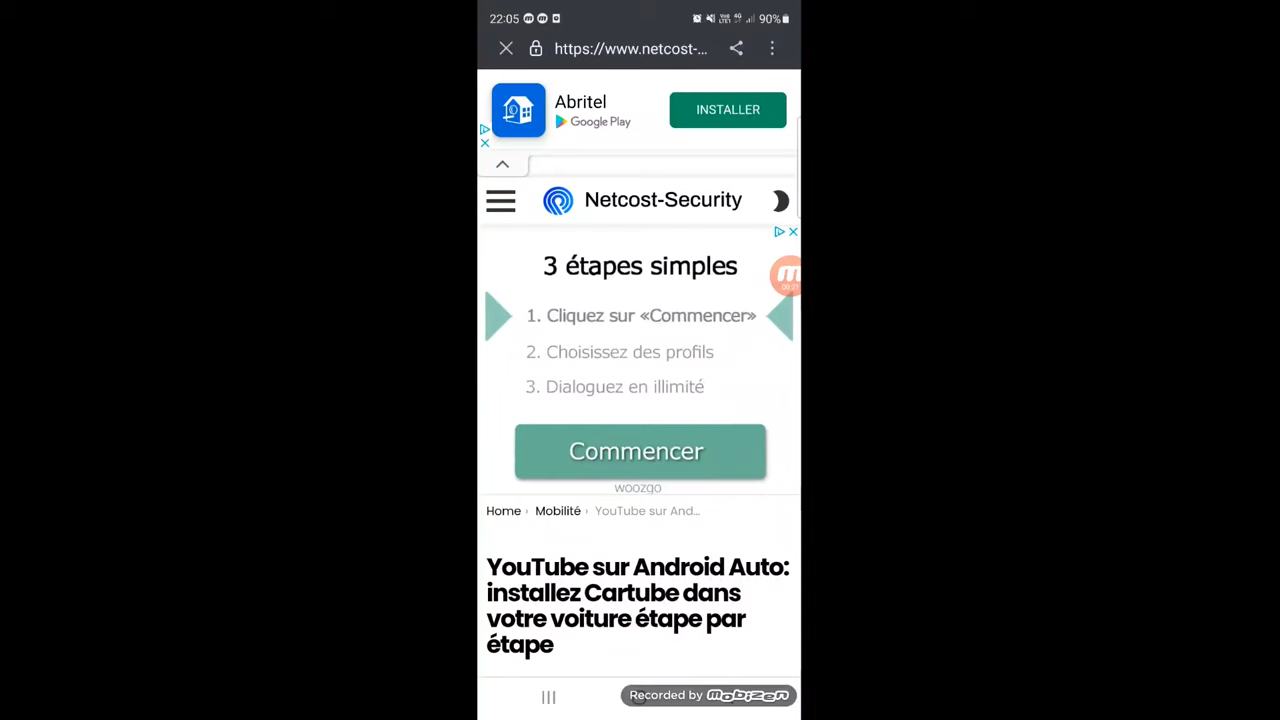 22:05 90%
https://www.netcost-...
Abritel
Google Play
INSTALLER
Netcost-Security
3 étapes simples
1. Cliquez sur «Commencer»
2. Choisissez des profils
3. Dialoguez en illimité
Commencer
woozgo
Home › Mobilité › YouTube sur And...
YouTube sur Android Auto:
installez Cartube dans
votre voiture étape par
étape
Recorded by mobizen